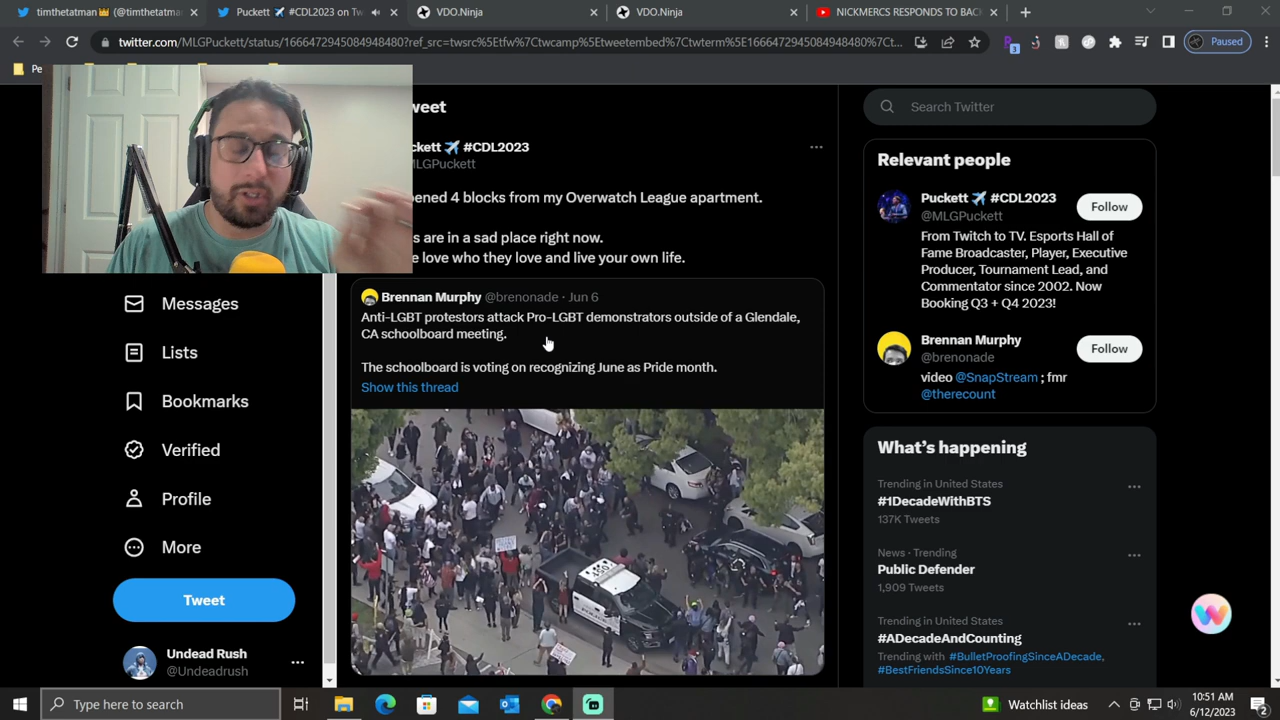 timthetatman👑 (@timthetatman
Puckett ✈️ #CDL2023 on Tw
VDO.Ninja
VDO.Ninja
NICKMERCS RESPONDS TO BAC
twitter.com/MLGPuckett/status/1666472945084948480?ref_src=twsrc%5Etfw%7Ctwcamp%5Etweetembed%7Ctwterm%5E1666472945084948480%7Ct...
Paused
Pe
weet
Search Twitter
ckett ✈️ #CDL2023
MLGPuckett
ened 4 blocks from my Overwatch League apartment.
s are in a sad place right now.
e love who they love and live your own life.
Brennan Murphy @brenonade · Jun 6
Anti-LGBT protestors attack Pro-LGBT demonstrators outside of a Glendale,
CA schoolboard meeting.
The schoolboard is voting on recognizing June as Pride month.
Show this thread
450
POLICE
Messages
Lists
Bookmarks
Verified
Profile
More
Tweet
Undead Rush
@Undeadrush
Relevant people
Puckett ✈️ #CDL2023
@MLGPuckett
Follow
From Twitch to TV. Esports Hall of
Fame Broadcaster, Player, Executive
Producer, Tournament Lead, and
Commentator since 2002. Now
Booking Q3 + Q4 2023!
Brennan Murphy
@brenonade
Follow
video @SnapStream ; fmr
@therecount
What's happening
Trending in United States
#1DecadeWithBTS
137K Tweets
News · Trending
Public Defender
1,909 Tweets
Trending in United States
#ADecadeAndCounting
Trending with #BulletProofingSinceADecade,
#BestFriendsSince10Years
Type here to search
Watchlist ideas
10:51 AM
6/12/2023
2